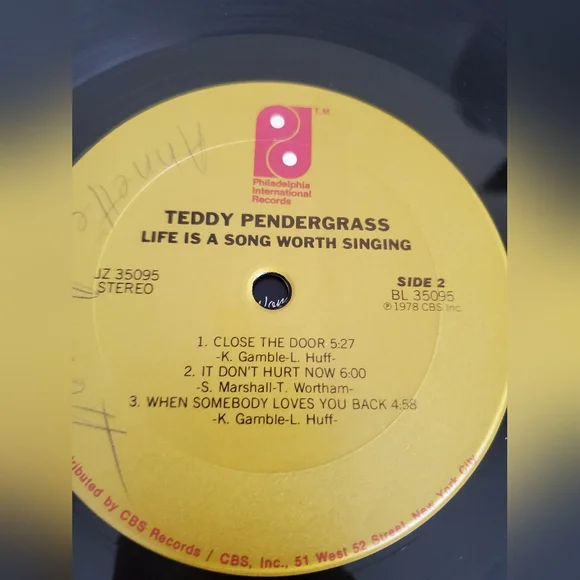 T.M.
Philadelphia
International
Records
TEDDY PENDERGRASS
LIFE IS A SONG WORTH SINGING
JZ 35095
STEREO
SIDE 2
BL 35095
℗ 1978 CBS Inc.
1. CLOSE THE DOOR 5:27
-K. Gamble-L. Huff-
2. IT DON'T HURT NOW 6:00
-S. Marshall-T. Wortham-
3. WHEN SOMEBODY LOVES YOU BACK 4:58
-K. Gamble-L. Huff-
Annette
tributed by CBS Records / CBS, Inc., 51 West 52 Street, New York City